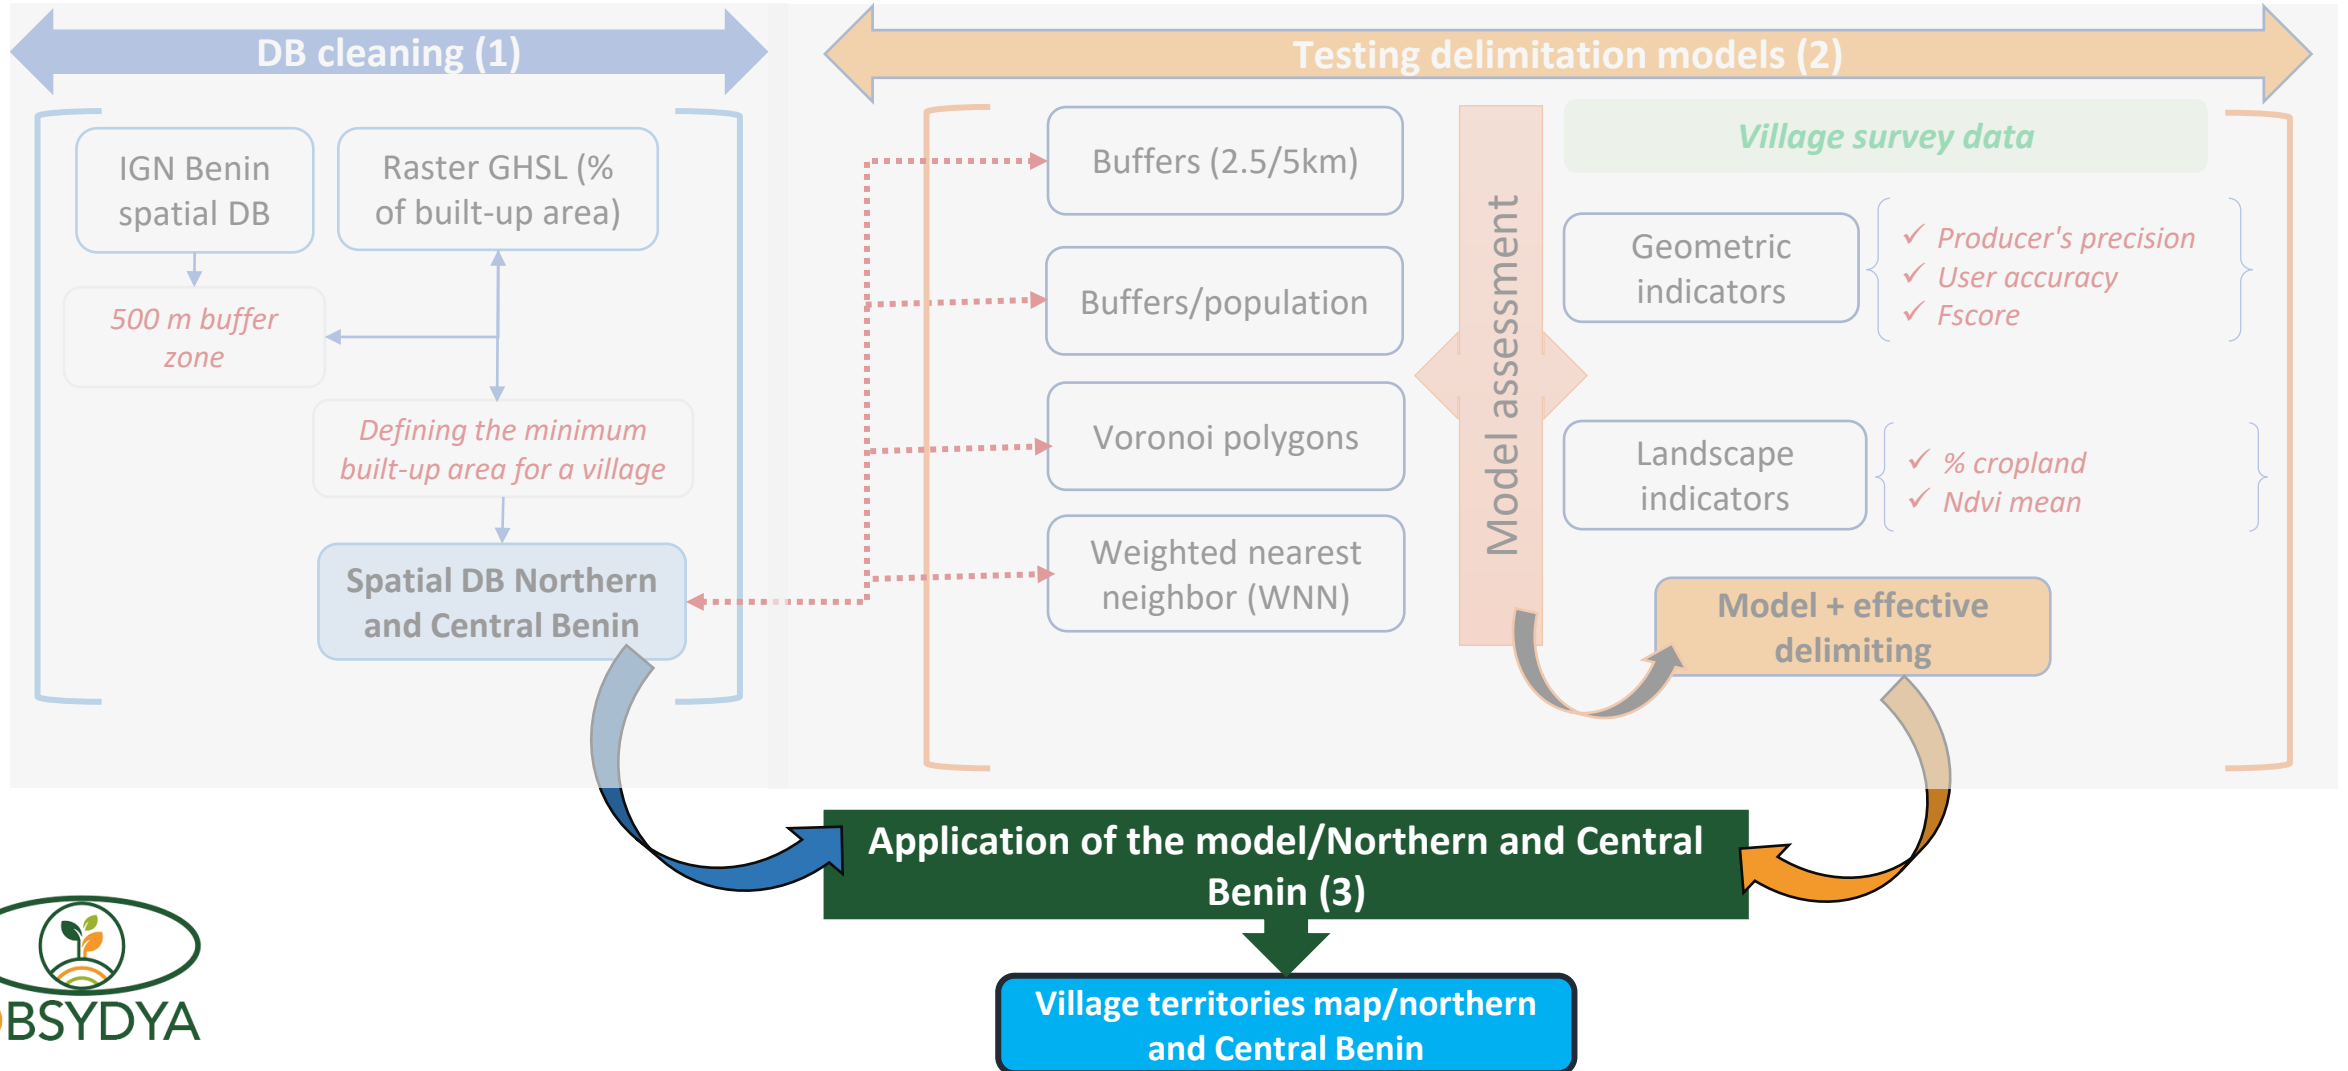 DB cleaning (1)
IGN Benin
spatial DB
Raster GHSL (%
of built-up area)
500 m buffer
zone
Defining the minimum
built-up area for a village
Spatial DB Northern
and Central Benin
Testing delimitation models (2)
Buffers (2.5/5km)
Buffers/population
Voronoi polygons
Weighted nearest
neighbor (WNN)
Model assessment
Village survey data
Geometric
indicators
✓ Producer's precision
✓ User accuracy
✓ Fscore
Landscape
indicators
✓ % cropland
✓ Ndvi mean
Model + effective
delimiting
Application of the model/Northern and Central
Benin (3)
Village territories map/northern
and Central Benin
OBSYDYA